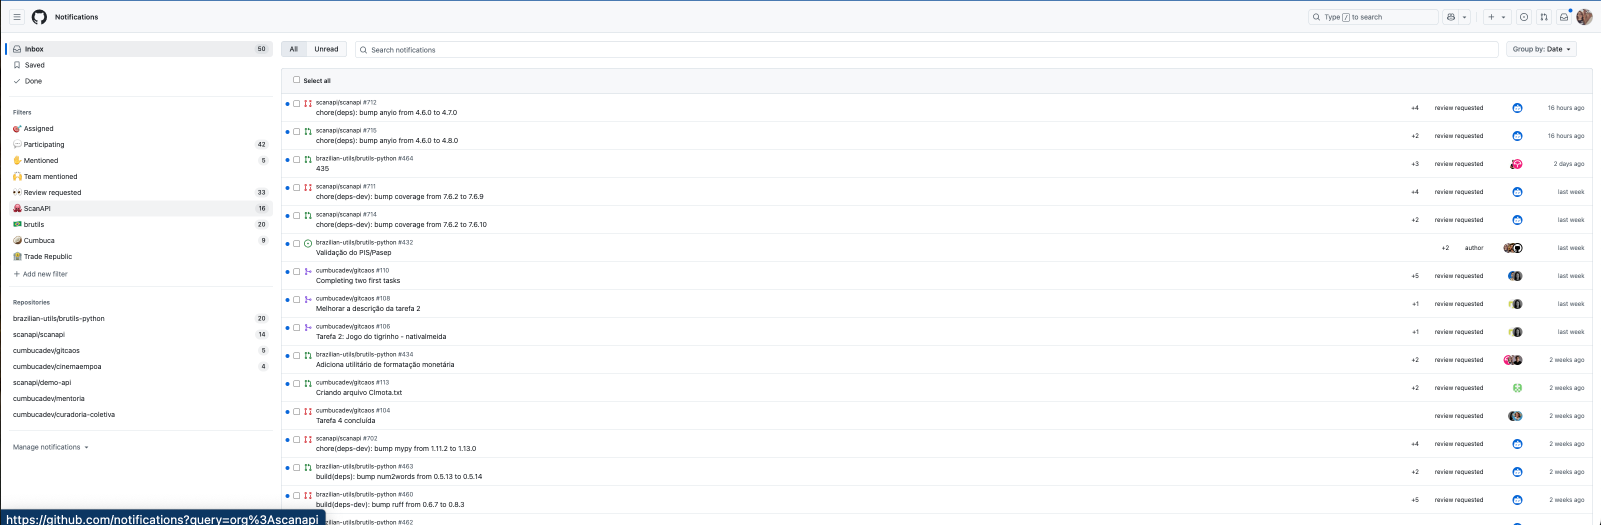 Notifications
Type / to search
Inbox 50
Saved
Done
Filters
Assigned
Participating 42
Mentioned 5
Team mentioned
Review requested 33
ScanAPI 16
brutils 20
Cumbuca 9
Trade Republic
Add new filter
Repositories
brazilian-utils/brutils-python 20
scanapi/scanapi 14
cumbucadev/gitcaos 5
cumbucadev/cinemaempoa 4
scanapi/demo-api
cumbucadev/mentoria
cumbucadev/curadoria-coletiva
Manage notifications
https://github.com/notifications?query=org%3Ascanapi
All Unread Search notifications Group by: Date
Select all
scanapi/scanapi #712
chore(deps): bump anyio from 4.6.0 to 4.7.0
+4 review requested 16 hours ago
scanapi/scanapi #715
chore(deps): bump anyio from 4.6.0 to 4.8.0
+2 review requested 16 hours ago
brazilian-utils/brutils-python #464
435
+3 review requested 2 days ago
scanapi/scanapi #711
chore(deps-dev): bump coverage from 7.6.2 to 7.6.9
+4 review requested last week
scanapi/scanapi #714
chore(deps-dev): bump coverage from 7.6.2 to 7.6.10
+2 review requested last week
brazilian-utils/brutils-python #432
Validação do PIS/Pasep
+2 author last week
cumbucadev/gitcaos #110
Completing two first tasks
+5 review requested last week
cumbucadev/gitcaos #108
Melhorar a descrição da tarefa 2
+1 review requested last week
cumbucadev/gitcaos #106
Tarefa 2: Jogo do tigrinho - nativalmeida
+1 review requested last week
brazilian-utils/brutils-python #434
Adiciona utilitário de formatação monetária
+2 review requested 2 weeks ago
cumbucadev/gitcaos #113
Criando arquivo Clmota.txt
+2 review requested 2 weeks ago
cumbucadev/gitcaos #104
Tarefa 4 concluída
review requested 2 weeks ago
scanapi/scanapi #702
chore(deps-dev): bump mypy from 1.11.2 to 1.13.0
+4 review requested 2 weeks ago
brazilian-utils/brutils-python #463
build(deps): bump num2words from 0.5.13 to 0.5.14
+2 review requested 2 weeks ago
brazilian-utils/brutils-python #460
build(deps-dev): bump ruff from 0.6.7 to 0.8.3
+5 review requested 2 weeks ago
brazilian-utils/brutils-python #462